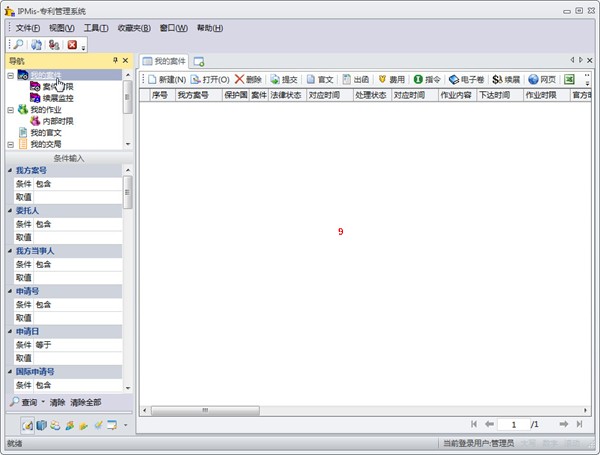 IPMis-专利管理系统
文件(F) 视图(V) 工具(T) 收藏夹(B) 窗口(W) 帮助(H)
导航
我的案件
案件时限
续展监控
我的作业
内部时限
我的官文
我的交局
条件输入
我方案号
条件 包含
取值
委托人
条件 包含
取值
我方当事人
条件 包含
取值
申请号
条件 包含
取值
申请日
条件 等于
取值
国际申请号
条件 包含
查询 清除 清除全部
我的案件
新建(N) 打开(O) 删除 提交 官文 出函 费用 指令 电子卷 续展 网页
序号 我方案号 保护国 案件 法律状态 对应时间 处理状态 对应时间 作业内容 下达时间 作业时限 官方时
9
1 /1
就绪
当前登录用户:管理员 大写 数字 滚动